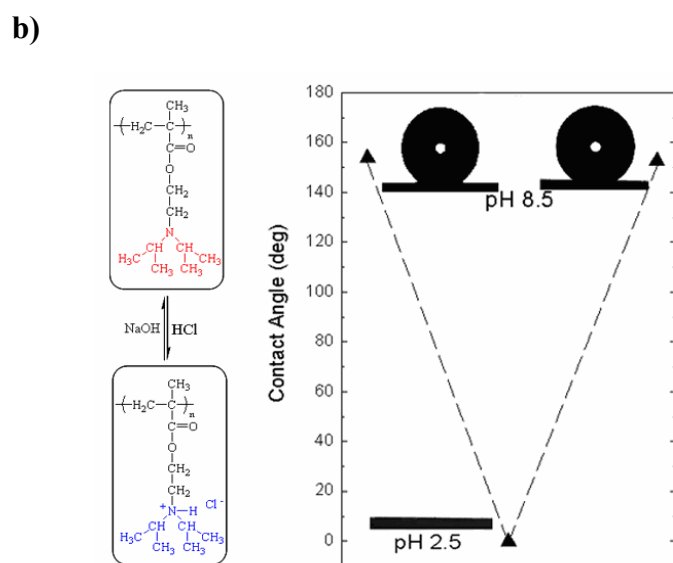 b)
CH₃
─(H₂C─C─)ₙ
C=O
O
CH₂
CH₂
N
CH CH
H₃C CH₃
CH₃ H₃C
NaOH HCl
CH₃
─(H₂C─C─)ₙ
C=O
O
CH₂
CH₂
+ N─H Cl⁻
CH CH
H₃C CH₃
CH₃ H₃C
Contact Angle (deg)
180
160
140
120
100
80
60
40
20
0
pH 8.5
pH 2.5